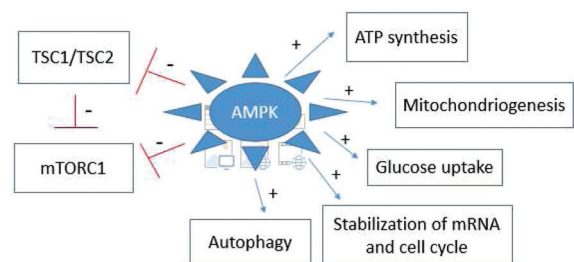 ATP synthesis
+
TSC1/TSC2
-
+
Mitochondriogenesis
AMPK
-
-
+
Glucose uptake
mTORC1
+
+
Stabilization of mRNA
and cell cycle
Autophagy